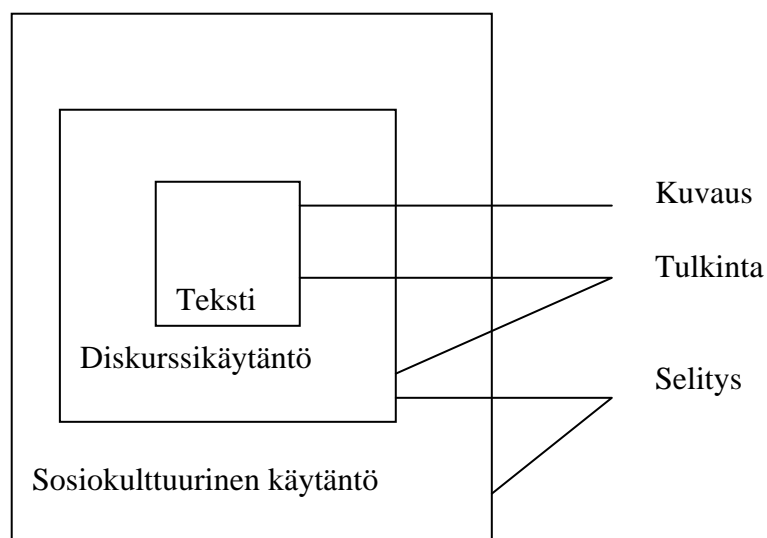 Kuvaus
Tulkinta
Teksti
Diskurssikäytäntö
Selitys
Sosiokulttuurinen käytäntö